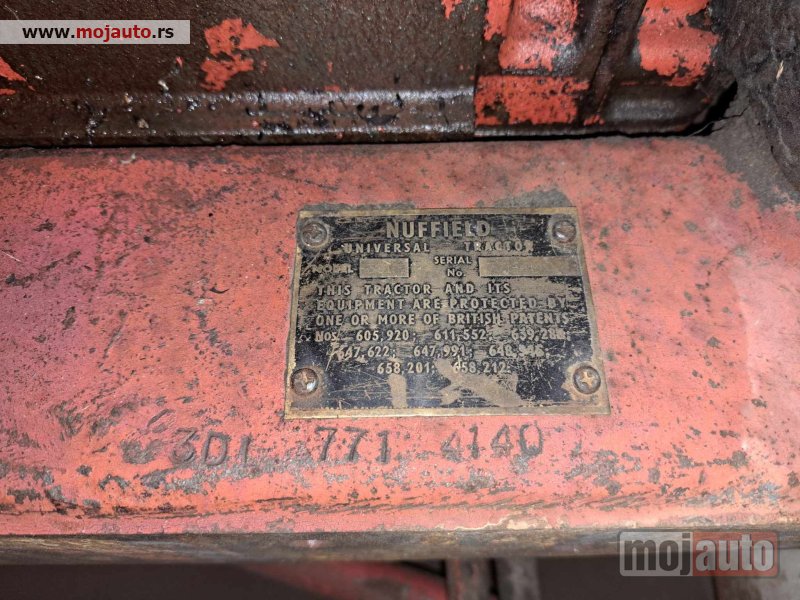 www.mojauto.rs
NUFFIELD
UNIVERSAL TRACTOR
MODEL SERIAL No.
THIS TRACTOR AND ITS
EQUIPMENT ARE PROTECTED BY
ONE OR MORE OF BRITISH PATENTS
Nos. 605,920; 611,552;
647,622; 647,991;
658,201; 658,212.
3DL 771 4140
mojauto